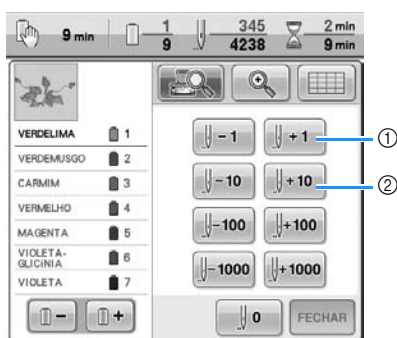 9 min 1 345 2 min
9 4238 9 min
VERDELIMA 1
VERDEMUSGO 2
CARMIM 3
VERMELHO 4
MAGENTA 5
VIOLETA-
GLICíNIA 6
VIOLETA 7
-1 +1 ①
-10 +10 ②
-100 +100
-1000 +1000
- + 0 FECHAR